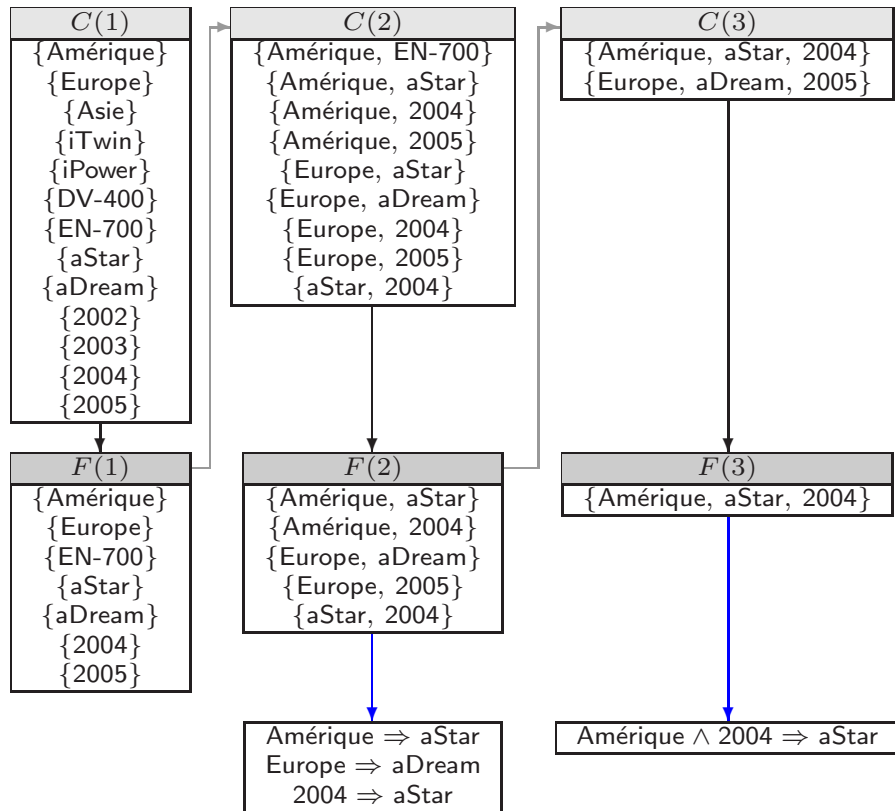 C(1)
{Amérique}
{Europe}
{Asie}
{iTwin}
{iPower}
{DV-400}
{EN-700}
{aStar}
{aDream}
{2002}
{2003}
{2004}
{2005}
F(1)
{Amérique}
{Europe}
{EN-700}
{aStar}
{aDream}
{2004}
{2005}
C(2)
{Amérique, EN-700}
{Amérique, aStar}
{Amérique, 2004}
{Amérique, 2005}
{Europe, aStar}
{Europe, aDream}
{Europe, 2004}
{Europe, 2005}
{aStar, 2004}
F(2)
{Amérique, aStar}
{Amérique, 2004}
{Europe, aDream}
{Europe, 2005}
{aStar, 2004}
Amérique ⇒ aStar
Europe ⇒ aDream
2004 ⇒ aStar
C(3)
{Amérique, aStar, 2004}
{Europe, aDream, 2005}
F(3)
{Amérique, aStar, 2004}
Amérique ∧ 2004 ⇒ aStar